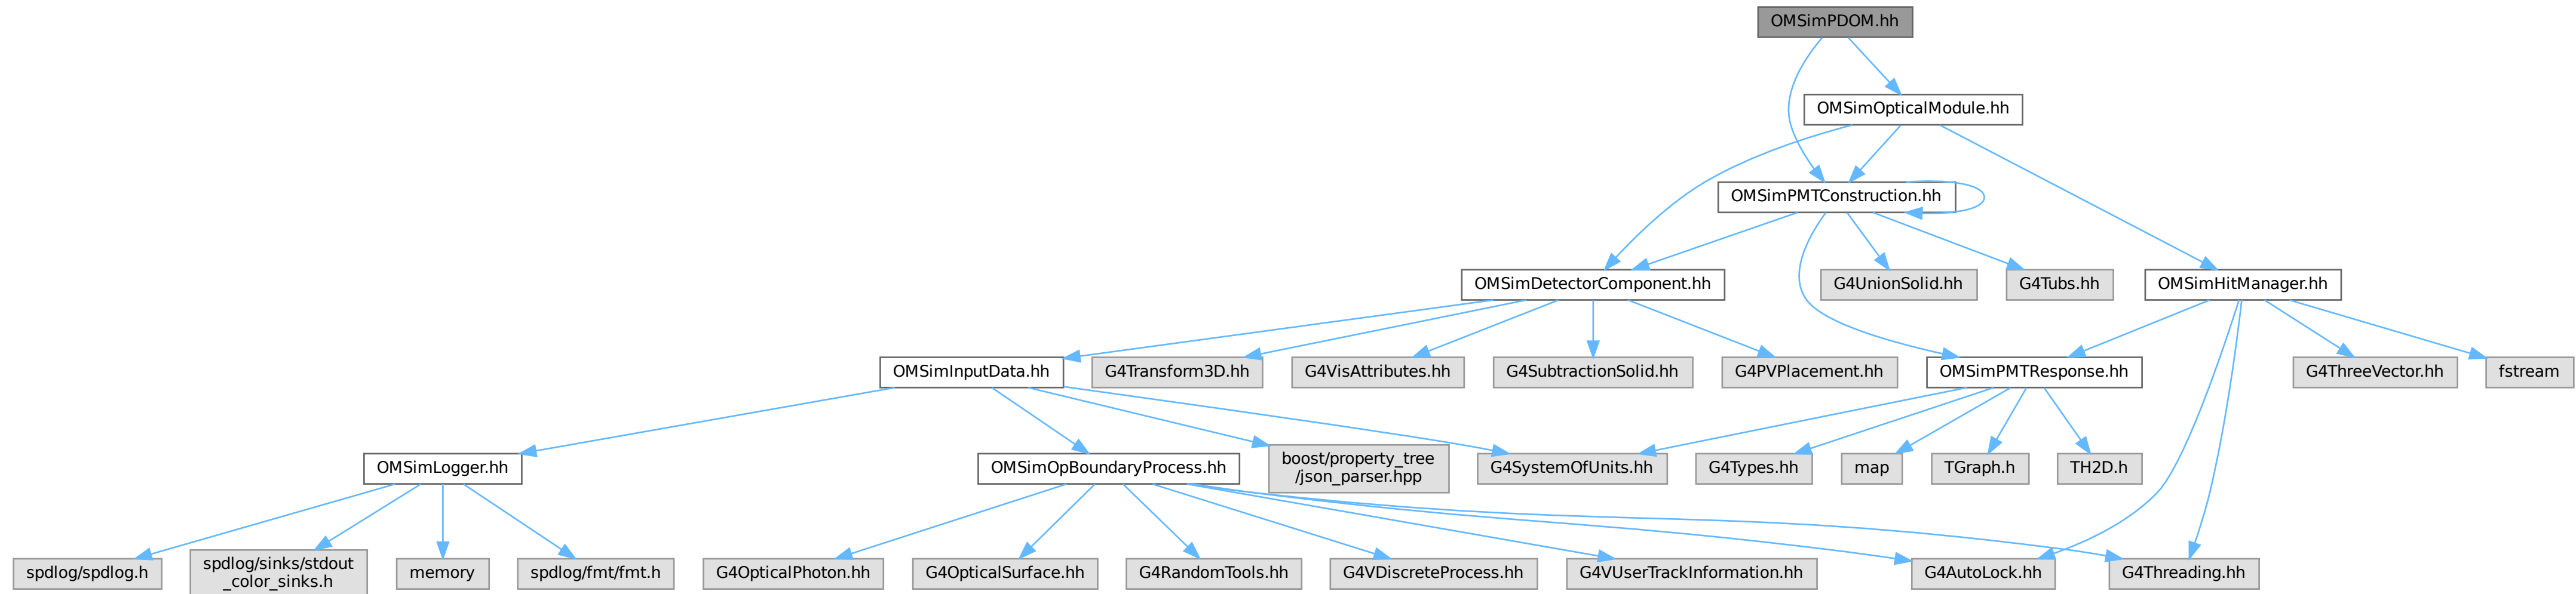 OMSimPDOM.hh
OMSimOpticalModule.hh
OMSimPMTConstruction.hh
OMSimDetectorComponent.hh
G4UnionSolid.hh
G4Tubs.hh
OMSimHitManager.hh
OMSimInputData.hh
G4Transform3D.hh
G4VisAttributes.hh
G4SubtractionSolid.hh
G4PVPlacement.hh
OMSimPMTResponse.hh
G4ThreeVector.hh
fstream
OMSimLogger.hh
OMSimOpBoundaryProcess.hh
boost/property_tree
/json_parser.hpp
G4SystemOfUnits.hh
G4Types.hh
map
TGraph.h
TH2D.h
spdlog/spdlog.h
spdlog/sinks/stdout
_color_sinks.h
memory
spdlog/fmt/fmt.h
G4OpticalPhoton.hh
G4OpticalSurface.hh
G4RandomTools.hh
G4VDiscreteProcess.hh
G4VUserTrackInformation.hh
G4AutoLock.hh
G4Threading.hh